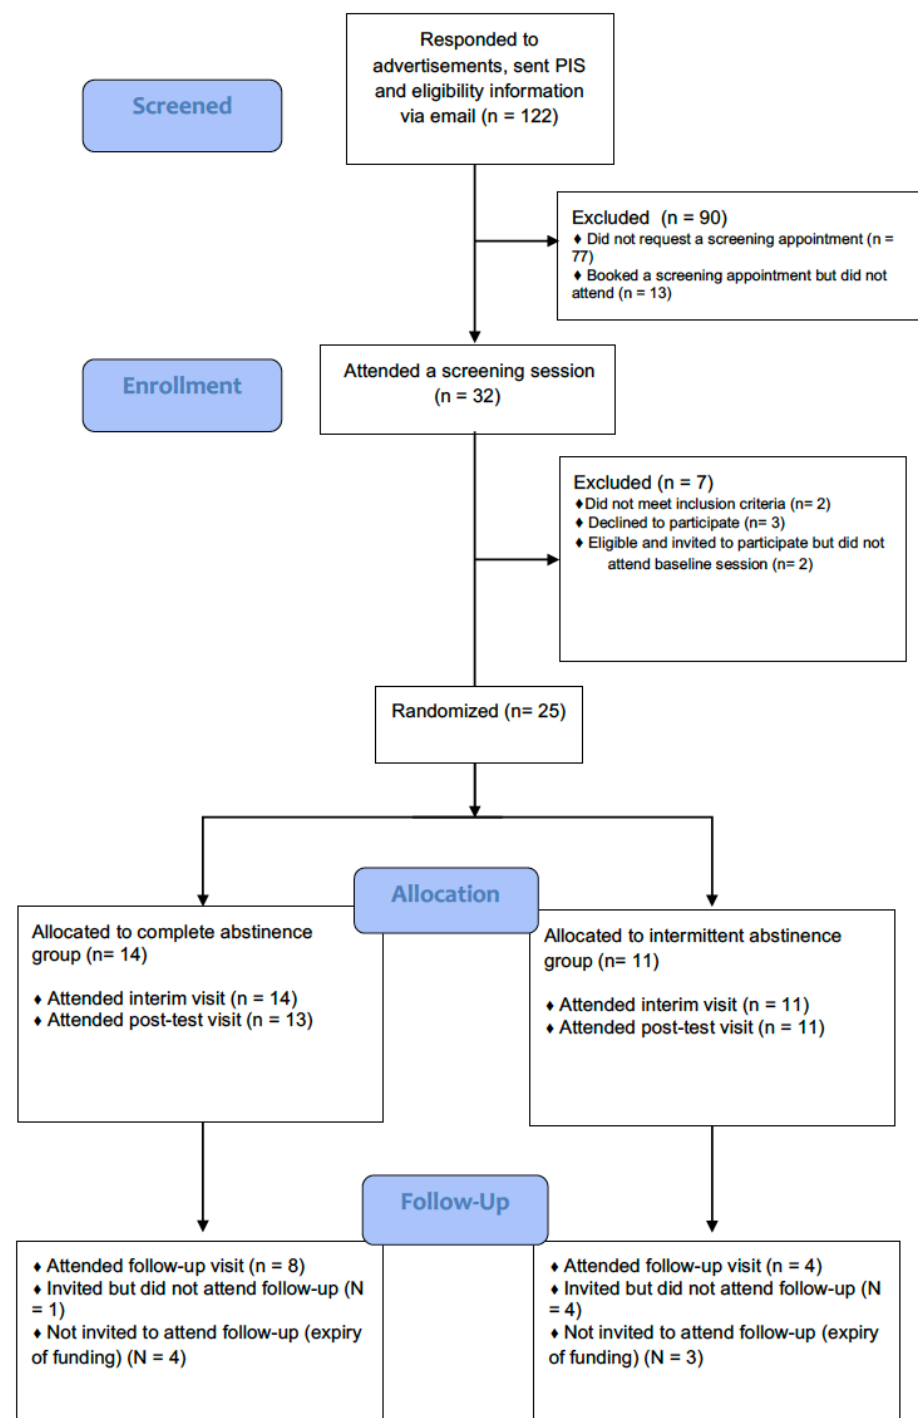 Responded to
advertisements, sent PIS
and eligibility information
via email (n = 122)
Screened
Excluded  (n = 90)
♦ Did not request a screening appointment (n =
77)
♦ Booked a screening appointment but did not
attend (n = 13)
Attended a screening session
(n = 32)
Enrollment
Excluded (n = 7)
♦Did not meet inclusion criteria (n= 2)
♦ Declined to participate (n= 3)
♦ Eligible and invited to participate but did not
attend baseline session (n= 2)
Randomized (n= 25)
Allocation
Allocated to complete abstinence
group (n= 14)
♦ Attended interim visit (n = 14)
♦ Attended post-test visit (n = 13)
Allocated to intermittent abstinence
group (n= 11)
♦ Attended interim visit (n = 11)
♦ Attended post-test visit (n = 11)
Follow-Up
♦ Attended follow-up visit (n = 8)
♦ Invited but did not attend follow-up (N
= 1)
♦ Not invited to attend follow-up (expiry
of funding) (N = 4)
♦ Attended follow-up visit (n = 4)
♦ Invited but did not attend follow-up (N
= 4)
♦ Not invited to attend follow-up (expiry
of funding) (N = 3)